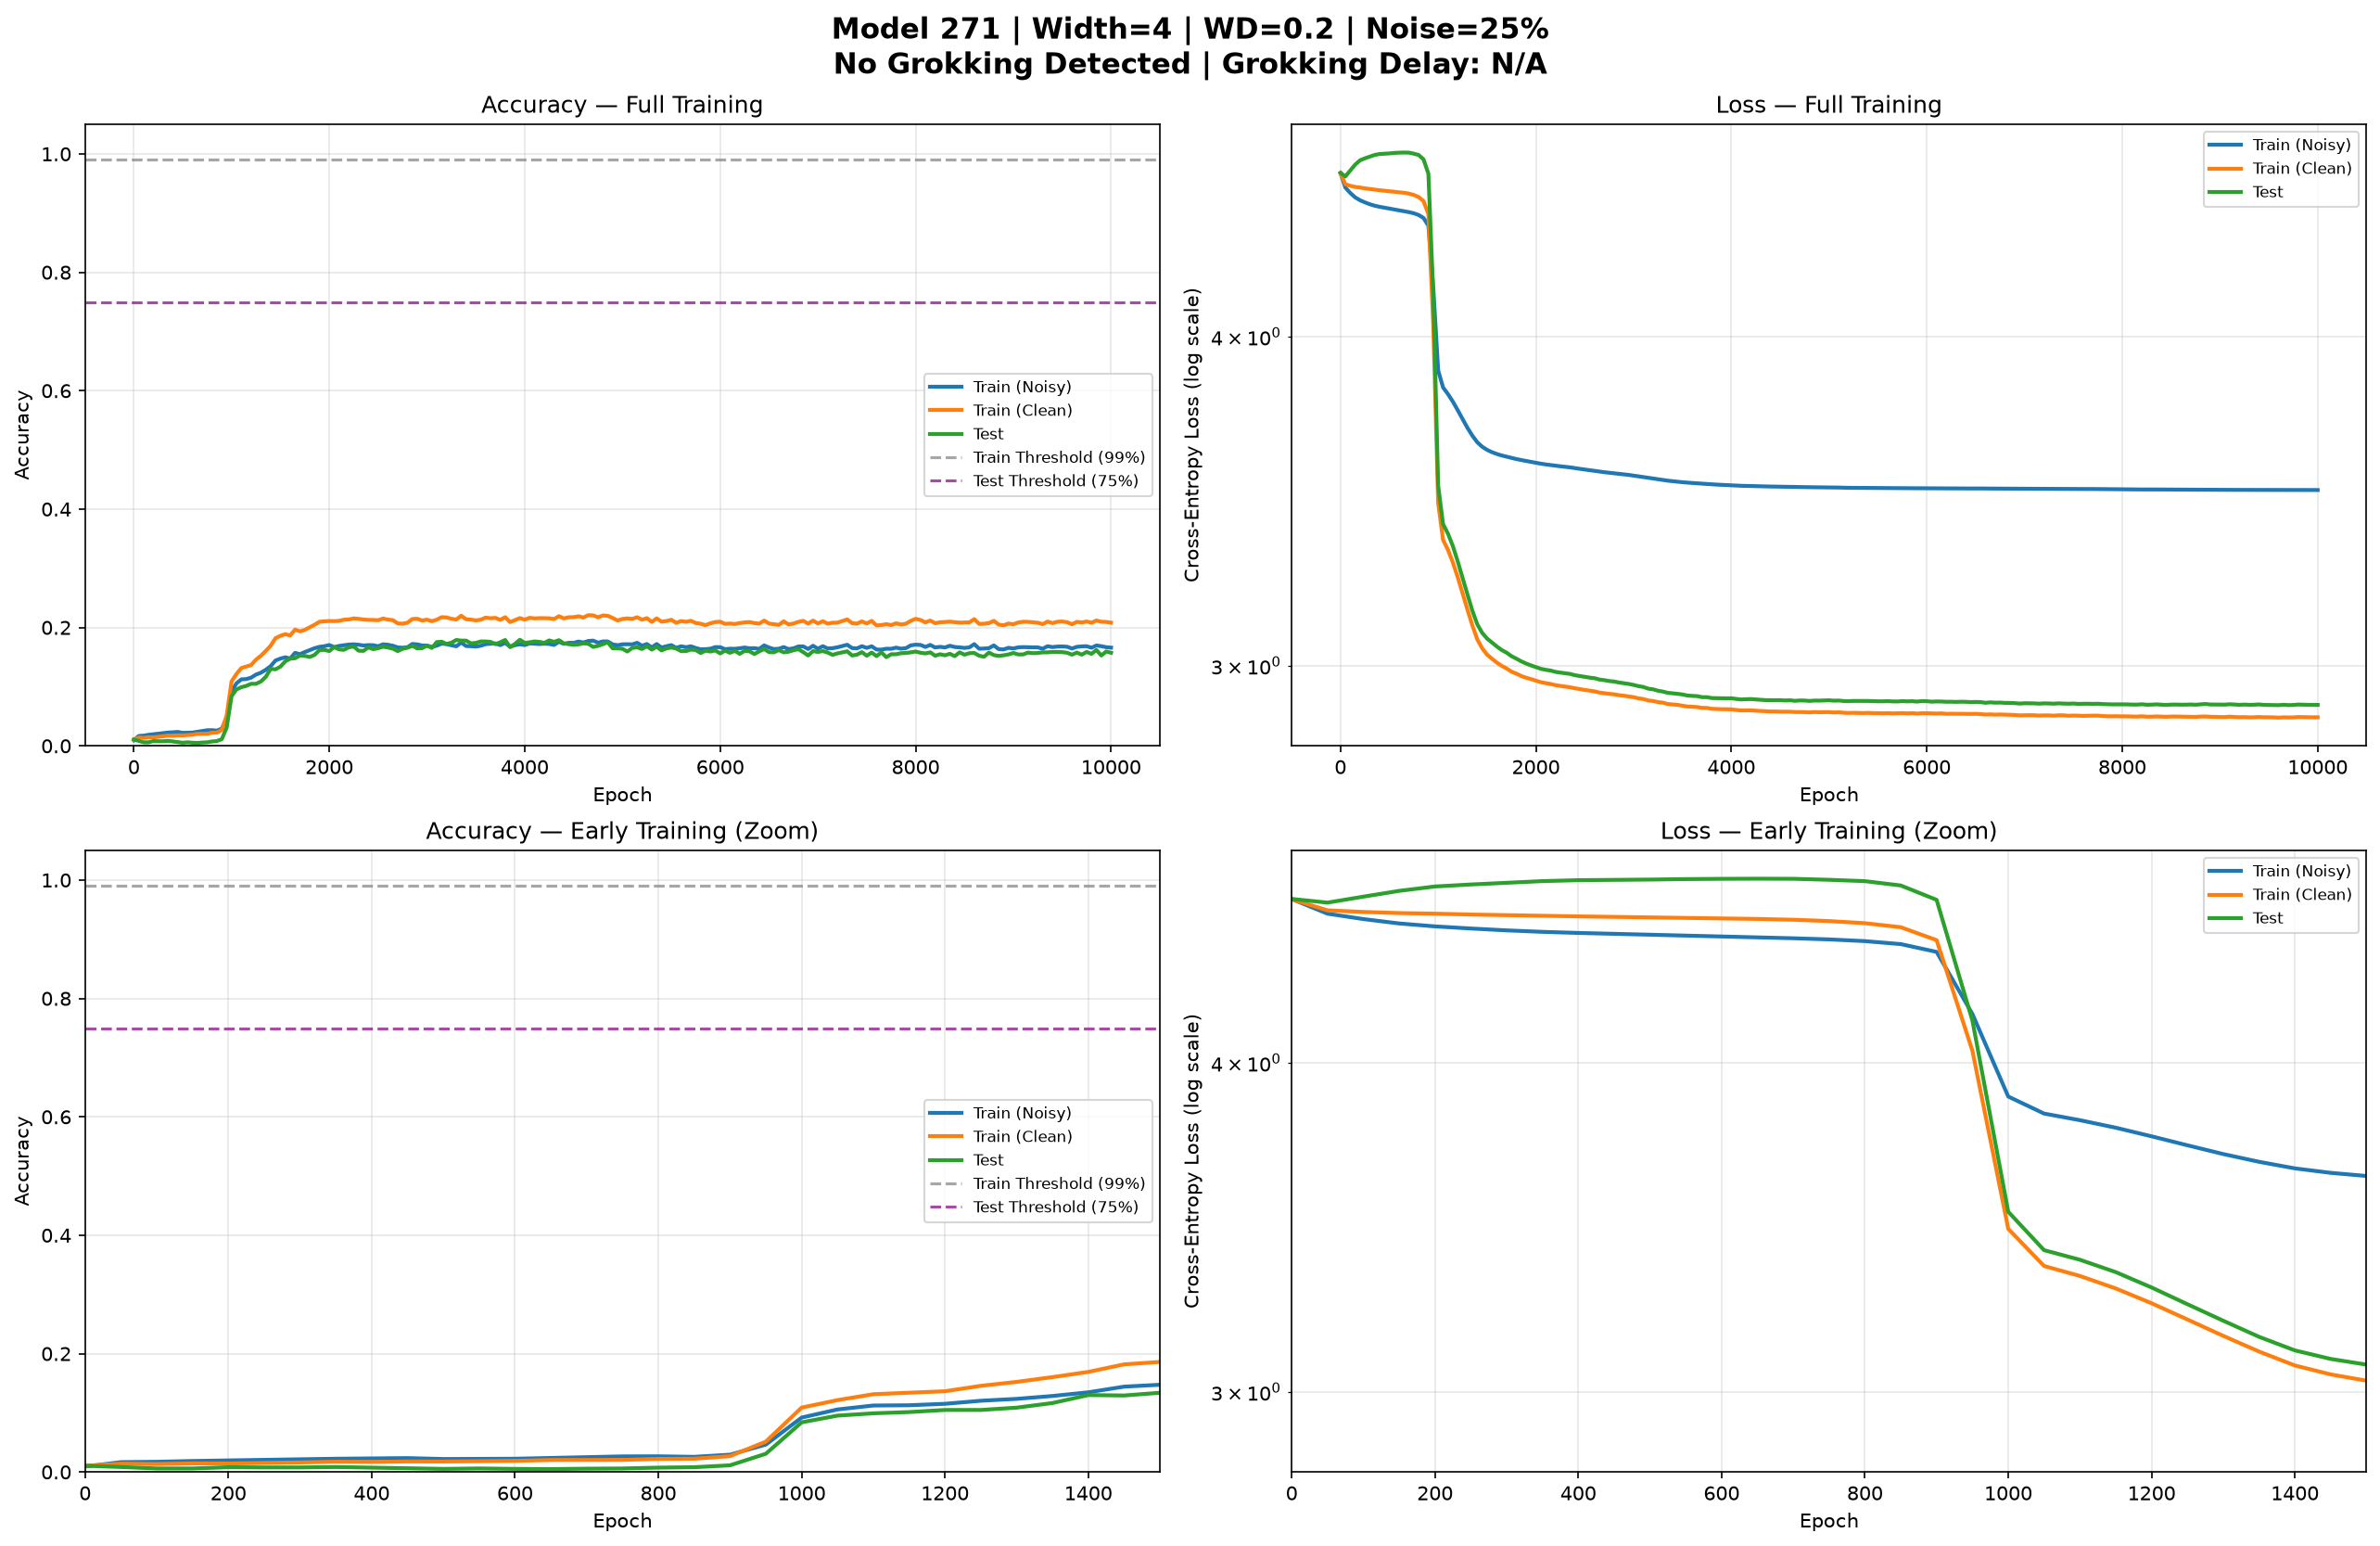 Model 271 | Width=4 | WD=0.2 | Noise=25%
No Grokking Detected | Grokking Delay: N/A
Accuracy — Full Training
Accuracy
1.0
0.8
0.6
0.4
0.2
0.0
Train (Noisy)
Train (Clean)
Test
Train Threshold (99%)
Test Threshold (75%)
0 2000 4000 6000 8000 10000
Epoch
Loss — Full Training
Cross-Entropy Loss (log scale)
4 × 10⁰
3 × 10⁰
Train (Noisy)
Train (Clean)
Test
0 2000 4000 6000 8000 10000
Epoch
Accuracy — Early Training (Zoom)
Accuracy
1.0
0.8
0.6
0.4
0.2
0.0
Train (Noisy)
Train (Clean)
Test
Train Threshold (99%)
Test Threshold (75%)
0 200 400 600 800 1000 1200 1400
Epoch
Loss — Early Training (Zoom)
Cross-Entropy Loss (log scale)
4 × 10⁰
3 × 10⁰
Train (Noisy)
Train (Clean)
Test
0 200 400 600 800 1000 1200 1400
Epoch